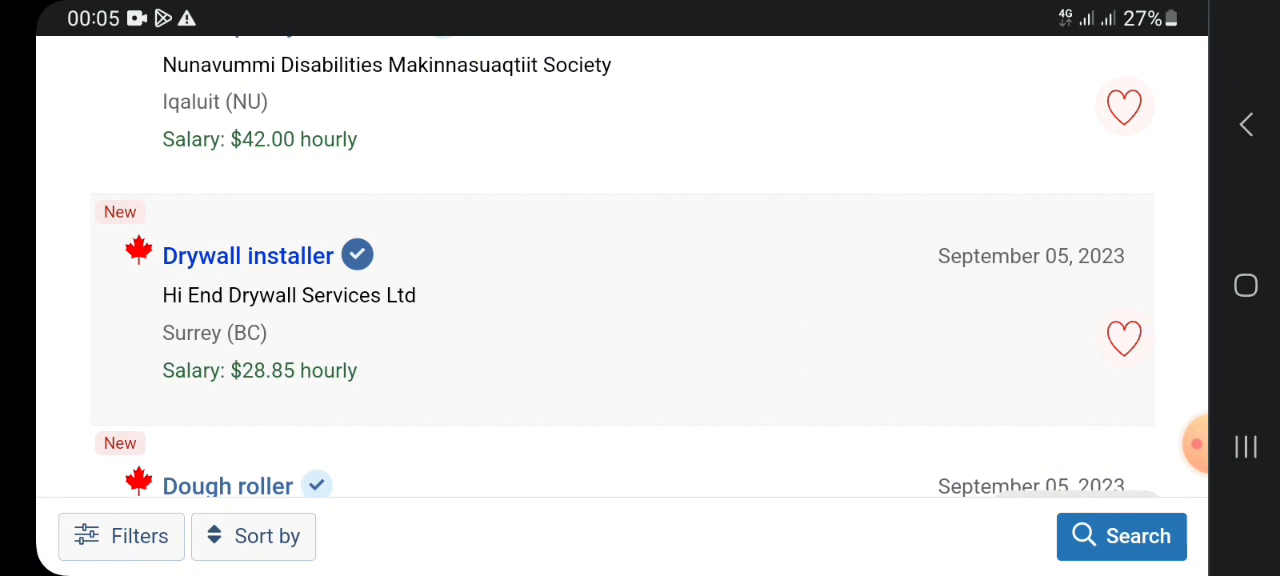 00:05
4G
27%
Nunavummi Disabilities Makinnasuaqtiit Society
Iqaluit (NU)
Salary: $42.00 hourly
New
Drywall installer
September 05, 2023
Hi End Drywall Services Ltd
Surrey (BC)
Salary: $28.85 hourly
New
Dough roller
September 05, 2023
Filters
Sort by
Search